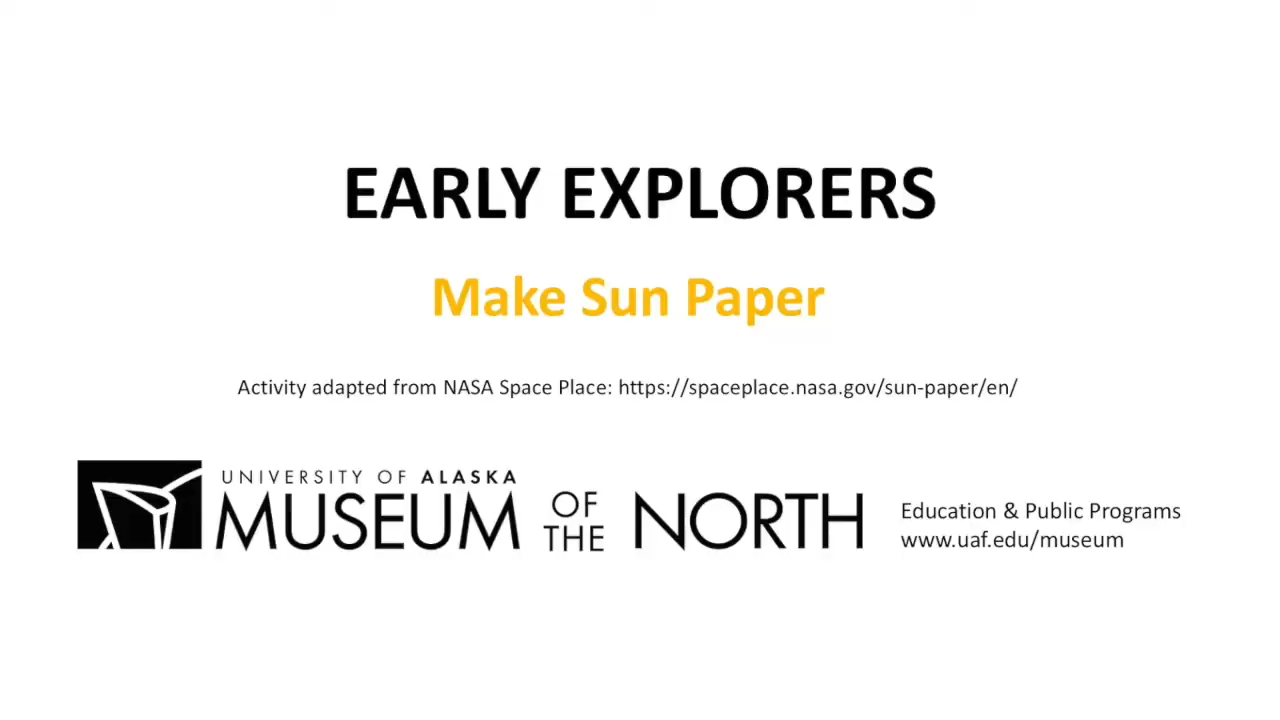 EARLY EXPLORERS
Make Sun Paper
Activity adapted from NASA Space Place: https://spaceplace.nasa.gov/sun-paper/en/
UNIVERSITY OF ALASKA
MUSEUM OF THE NORTH
Education & Public Programs
www.uaf.edu/museum